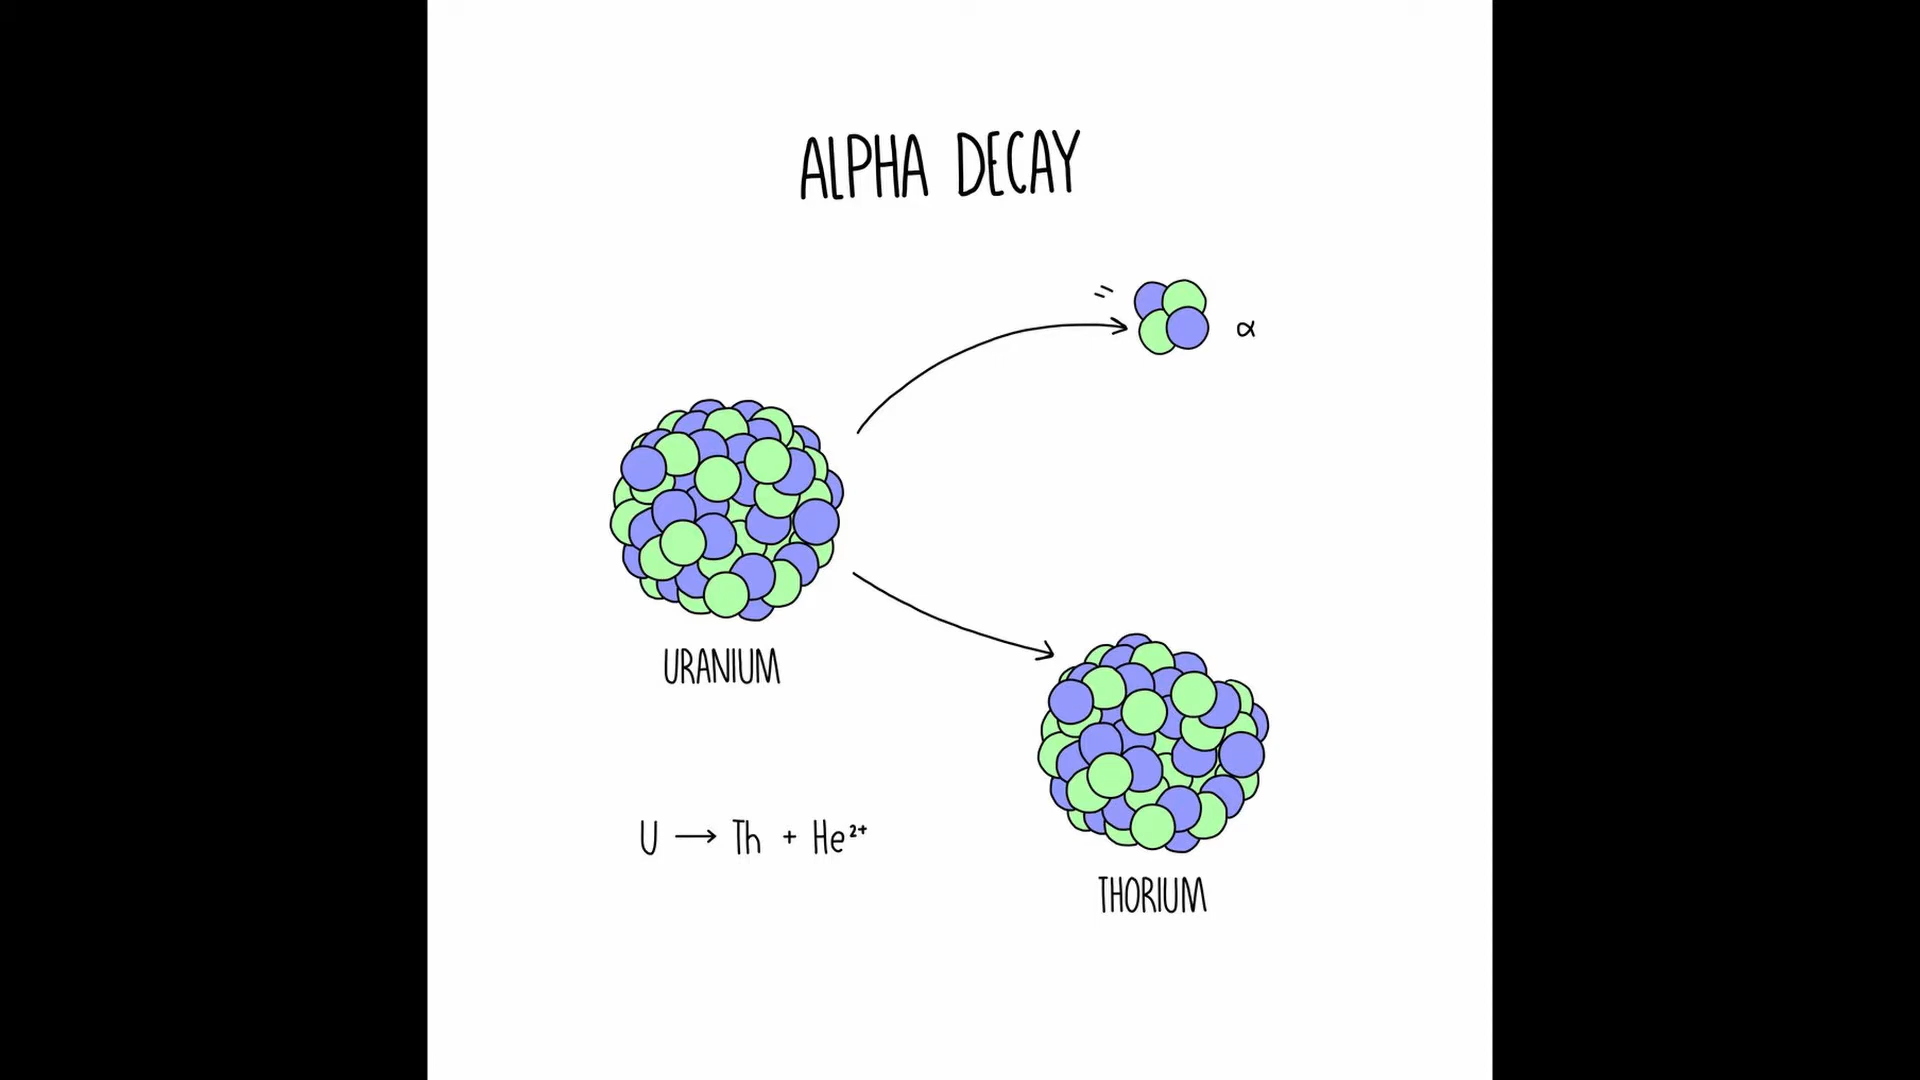 ALPHA DECAY
α
URANIUM
U → Th + He²⁺
THORIUM